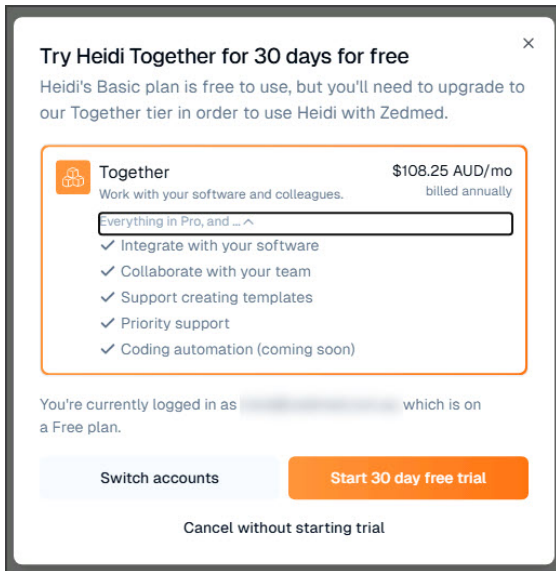 Try Heidi Together for 30 days for free
Heidi's Basic plan is free to use, but you'll need to upgrade to
our Together tier in order to use Heidi with Zedmed.
Together
$108.25 AUD/mo
Work with your software and colleagues.
billed annually
Everything in Pro, and ...
Integrate with your software
Collaborate with your team
Support creating templates
Priority support
Coding automation (coming soon)
You're currently logged in as which is on
a Free plan.
Switch accounts
Start 30 day free trial
Cancel without starting trial